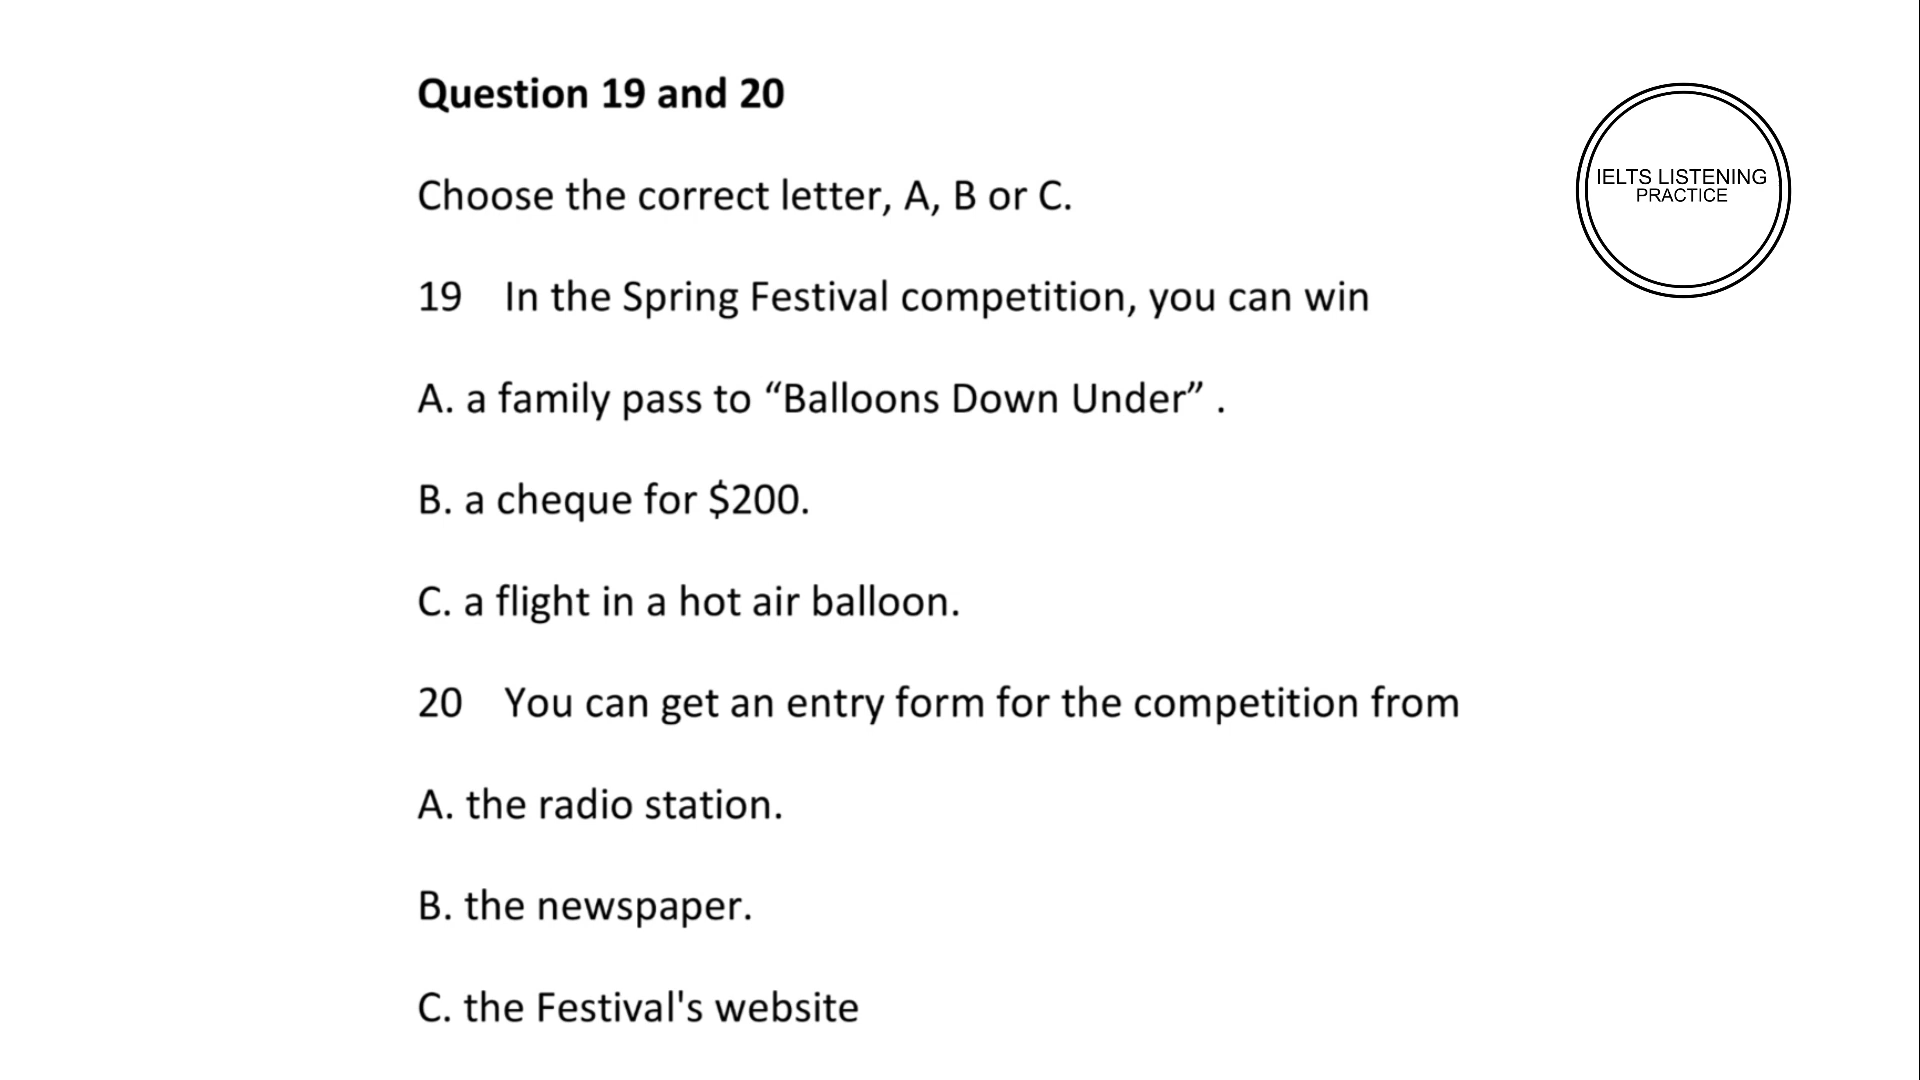 Question 19 and 20
IELTS LISTENING
PRACTICE
Choose the correct letter, A, B or C.
19 In the Spring Festival competition, you can win
A. a family pass to “Balloons Down Under” .
B. a cheque for $200.
C. a flight in a hot air balloon.
20 You can get an entry form for the competition from
A. the radio station.
B. the newspaper.
C. the Festival's website